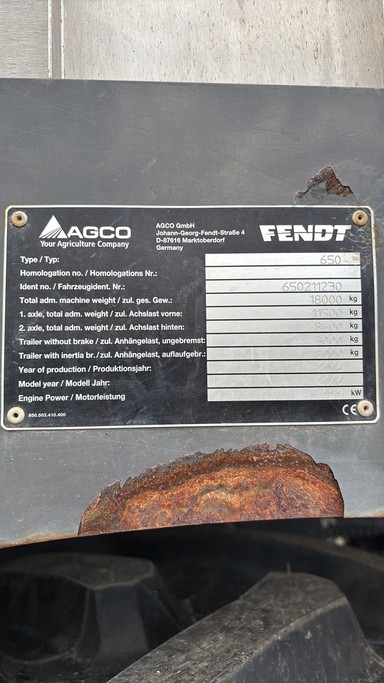 AGCO
Your Agriculture Company
AGCO GmbH
Johann-Georg-Fendt-Straße 4
D-87616 Marktoberdorf
Germany
FENDT
Type / Typ: 650
Homologation no. / Homologations Nr.:
Ident no. / Fahrzeugident. Nr.: 650211230
Total adm. machine weight / zul. ges. Gew.: 18000 kg
1. axle, total adm. weight / zul. Achslast vorne: 11500 kg
2. axle, total adm. weight / zul. Achslast hinten: kg
Trailer without brake / zul. Anhängelast, ungebremst: kg
Trailer with inertia br. / zul. Anhängelast, auflaufgebr.: kg
Year of production / Produktionsjahr:
Model year / Modell Jahr:
Engine Power / Motorleistung kW
650.503.410.400 CE